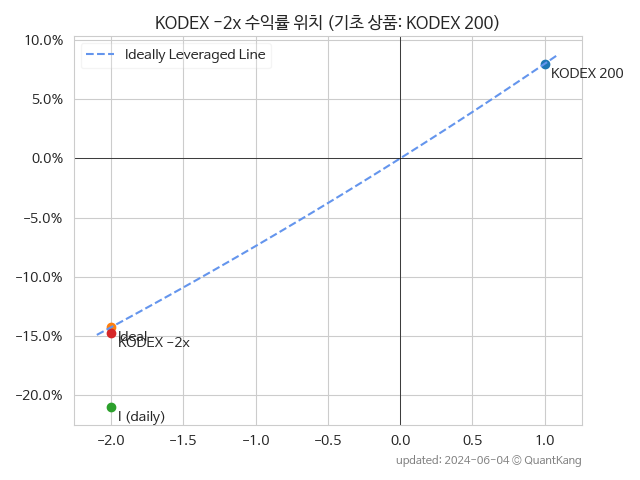 KODEX -2x 수익률 위치 (기초 상품: KODEX 200)
10.0%
5.0%
0.0%
-5.0%
-10.0%
-15.0%
-20.0%
Ideally Leveraged Line
KODEX 200
Ideal
KODEX -2x
I (daily)
-2.0
-1.5
-1.0
-0.5
0.0
0.5
1.0
updated: 2024-06-04 © QuantKang